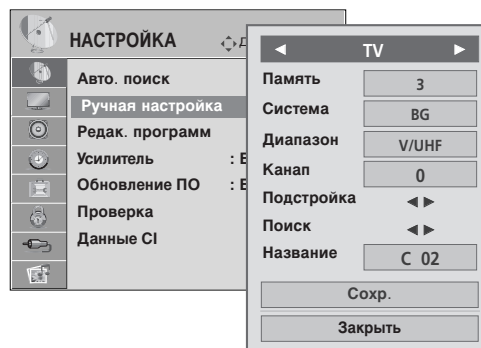 НАСТРОЙКА
Авто. поиск
Ручная настройка
Редак. программ
Усилитель : В
Обновление ПО : В
Проверка
Данные CI
◄ TV ►
Память 3
Система BG
Диапазон V/UHF
Канап 0
Подстройка ◄ ►
Поиск ◄ ►
Название C 02
Сохр.
Закрыть